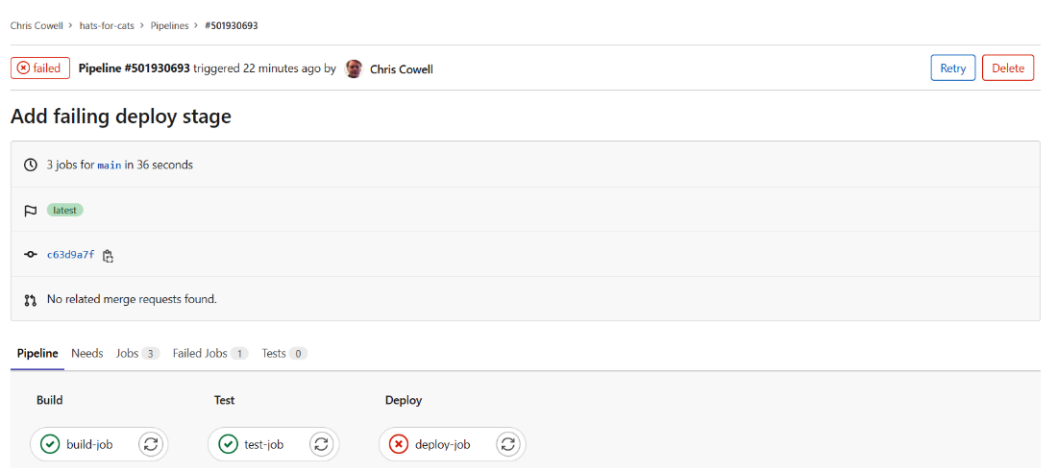 Chris Cowell > hats-for-cats > Pipelines > #501930693
failed Pipeline #501930693 triggered 22 minutes ago by Chris Cowell Retry Delete
Add failing deploy stage
3 jobs for main in 36 seconds
latest
c63d9a7f
No related merge requests found.
Pipeline Needs Jobs 3 Failed Jobs 1 Tests 0
Build Test Deploy
build-job test-job deploy-job